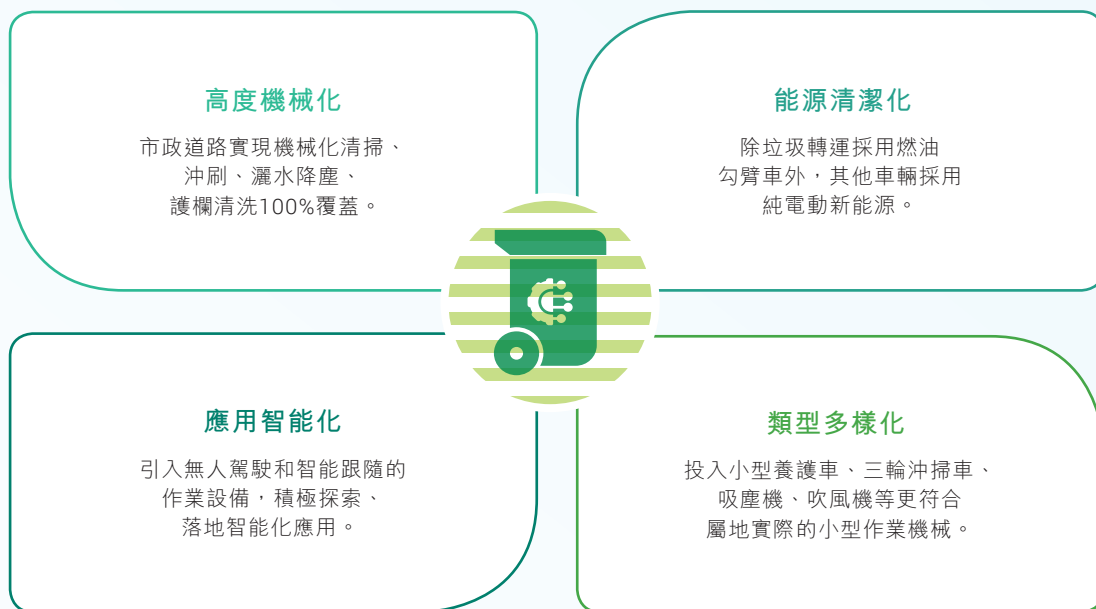 高度機械化
市政道路實現機械化清掃、
沖刷、灑水降塵、
護欄清洗100%覆蓋。
能源清潔化
除垃圾轉運採用燃油
勾臂車外，其他車輛採用
純電動新能源。
應用智能化
引入無人駕駛和智能跟隨的
作業設備，積極探索、
落地智能化應用。
類型多樣化
投入小型養護車、三輪沖掃車、
吸塵機、吹風機等更符合
屬地實際的小型作業機械。